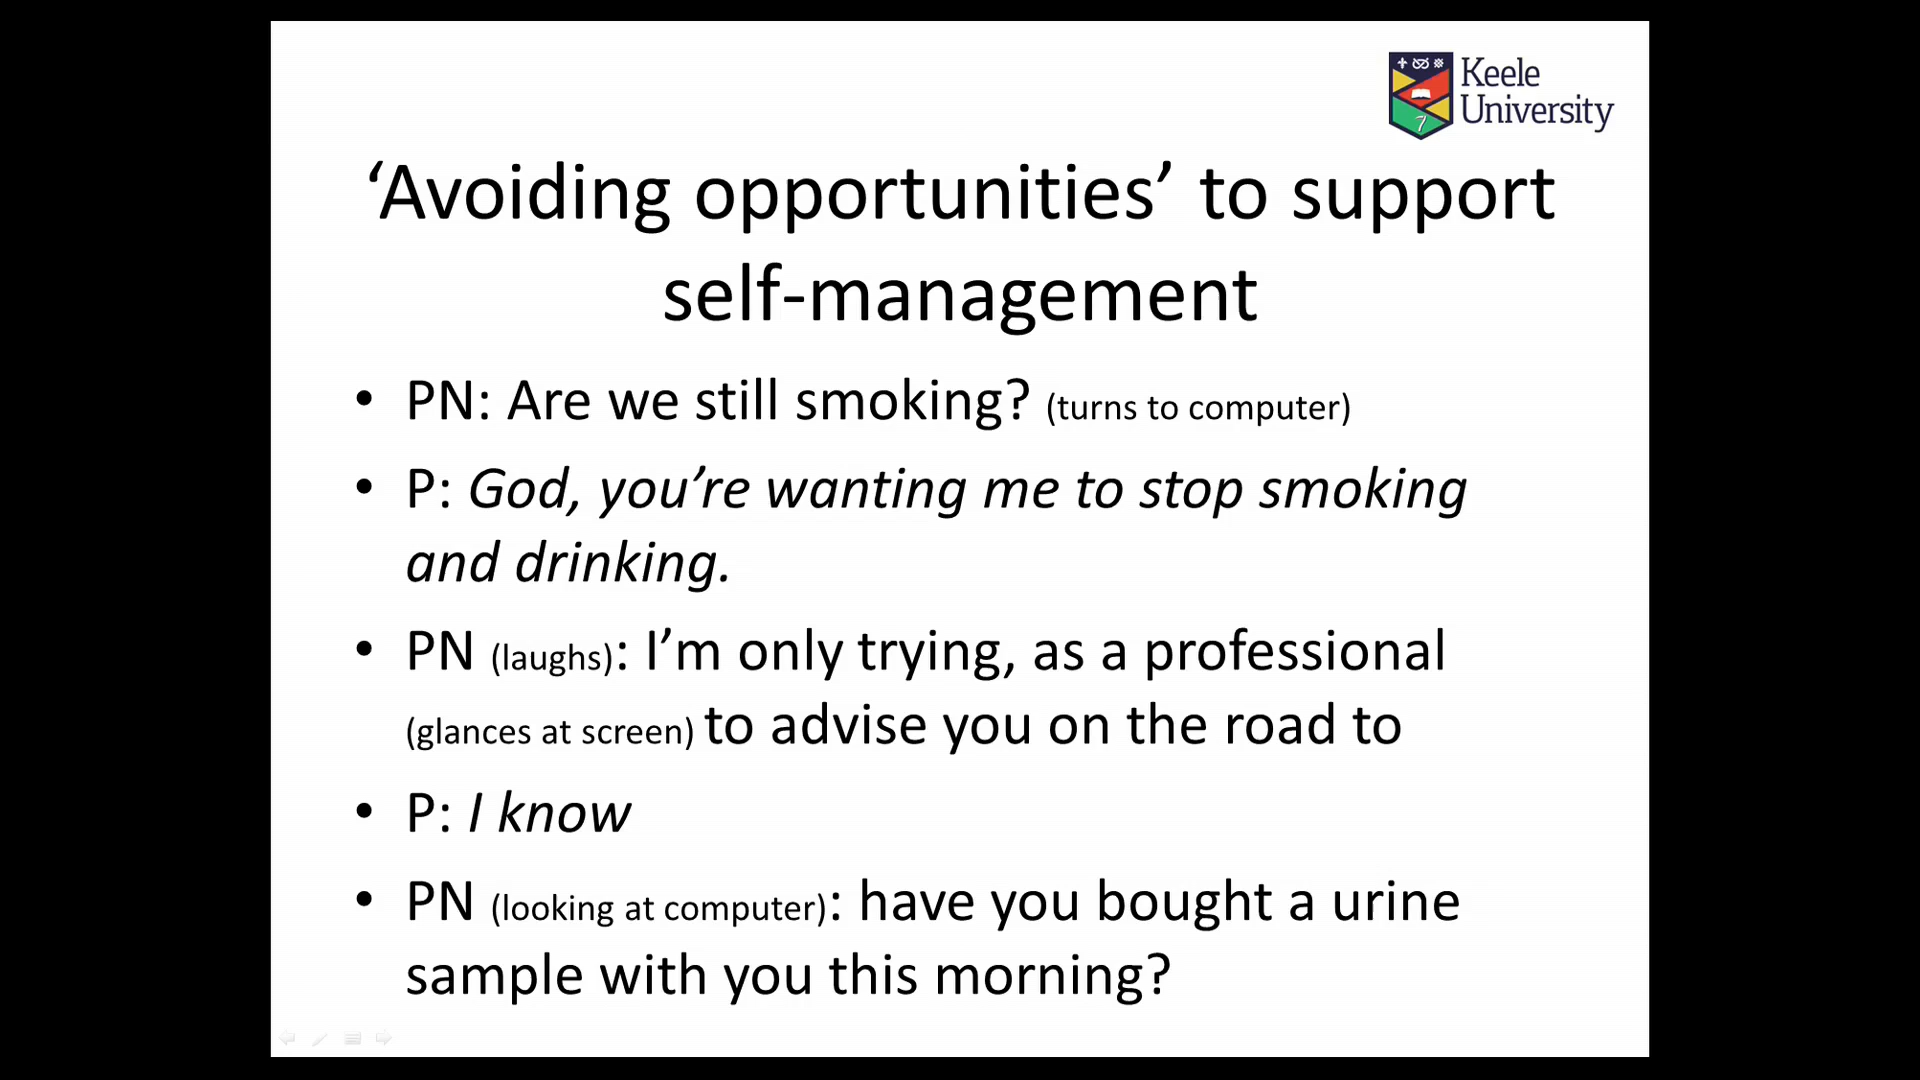 Keele
University
‘Avoiding opportunities’ to support
self-management
• PN: Are we still smoking? (turns to computer)
• P: God, you’re wanting me to stop smoking
and drinking.
• PN (laughs): I’m only trying, as a professional
(glances at screen) to advise you on the road to
• P: I know
• PN (looking at computer): have you bought a urine
sample with you this morning?